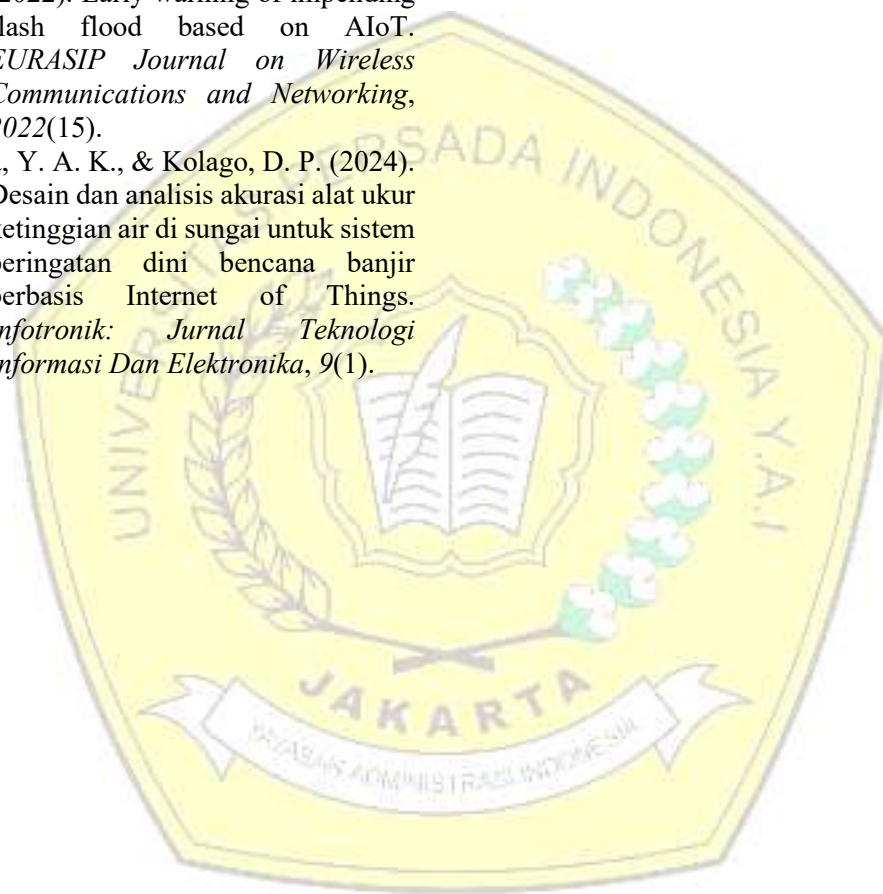 2022). Early warning of impending
flash flood based on AIoT.
EURASIP Journal on Wireless
Communications and Networking,
2022(15).
, Y. A. K., & Kolago, D. P. (2024).
Desain dan analisis akurasi alat ukur
ketinggian air di sungai untuk sistem
peringatan dini bencana banjir
berbasis Internet of Things.
Infotronik: Jurnal Teknologi
Informasi Dan Elektronika, 9(1).
UNIVERSITAS PERSADA INDONESIA Y.A.I
JAKARTA
YAYASAN ADMINISTRASI INDONESIA